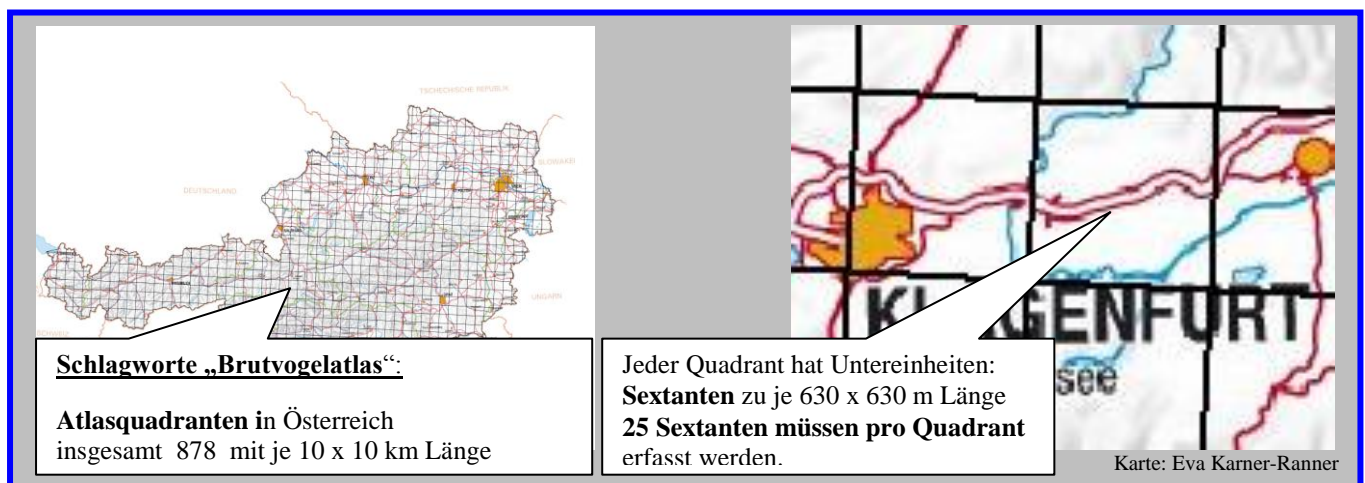 TSCHECHISCHE REPUBLIK
SLOWAKEI
DEUTSCHLAND
UNGARN
SCHWEIZ
Schlagworte „Brutvogelatlas“:
Atlasquadranten in Österreich
insgesamt 878 mit je 10 x 10 km Länge
GENFURT
see
Jeder Quadrant hat Untereinheiten:
Sextanten zu je 630 x 630 m Länge
25 Sextanten müssen pro Quadrant
erfasst werden.
Karte: Eva Karner-Ranner